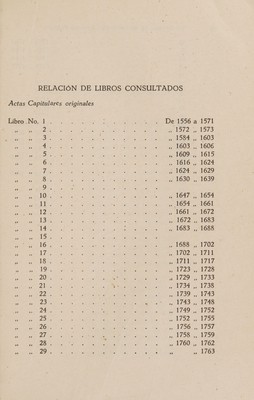 RELACIÓN DE LIBROS CONSULTADOS
Actas Capitulares originales
Libro No. 1 . . . . . . . . . . De 1556 a 1571
„ „ 2 . . . . . . . . . . „ 1572 „ 1573
„ „ 3 . . . . . . . . . . „ 1584 „ 1603
„ „ 4 . . . . . . . . . . „ 1603 „ 1606
„ „ 5 . . . . . . . . . . „ 1609 „ 1615
„ „ 6 . . . . . . . . . . „ 1616 „ 1624
„ „ 7 . . . . . . . . . . „ 1624 „ 1629
„ „ 8 . . . . . . . . . . „ 1630 „ 1639
„ „ 9 . . . . . . . . . .
„ „ 10 . . . . . . . . . . „ 1647 „ 1654
„ „ 11 . . . . . . . . . . „ 1654 „ 1661
„ „ 12 . . . . . . . . . . „ 1661 „ 1672
„ „ 13 . . . . . . . . . . „ 1672 „ 1683
„ „ 14 . . . . . . . . . . „ 1683 „ 1688
„ „ 15 . . . . . . . . . .
„ „ 16 . . . . . . . . . . „ 1688 „ 1702
„ „ 17 . . . . . . . . . . „ 1702 „ 1711
„ „ 18 . . . . . . . . . . „ 1711 „ 1717
„ „ 19 . . . . . . . . . . „ 1723 „ 1728
„ „ 20 . . . . . . . . . . „ 1729 „ 1733
„ „ 21 . . . . . . . . . . „ 1734 „ 1738
„ „ 22 . . . . . . . . . . „ 1739 „ 1743
„ „ 23 . . . . . . . . . . „ 1743 „ 1748
„ „ 24 . . . . . . . . . . „ 1749 „ 1752
„ „ 25 . . . . . . . . . . „ 1752 „ 1755
„ „ 26 . . . . . . . . . . „ 1756 „ 1757
„ „ 27 . . . . . . . . . . „ 1758 „ 1759
„ „ 28 . . . . . . . . . . „ 1760 „ 1762
„ „ 29 . . . . . . . . . . „ „ 1763